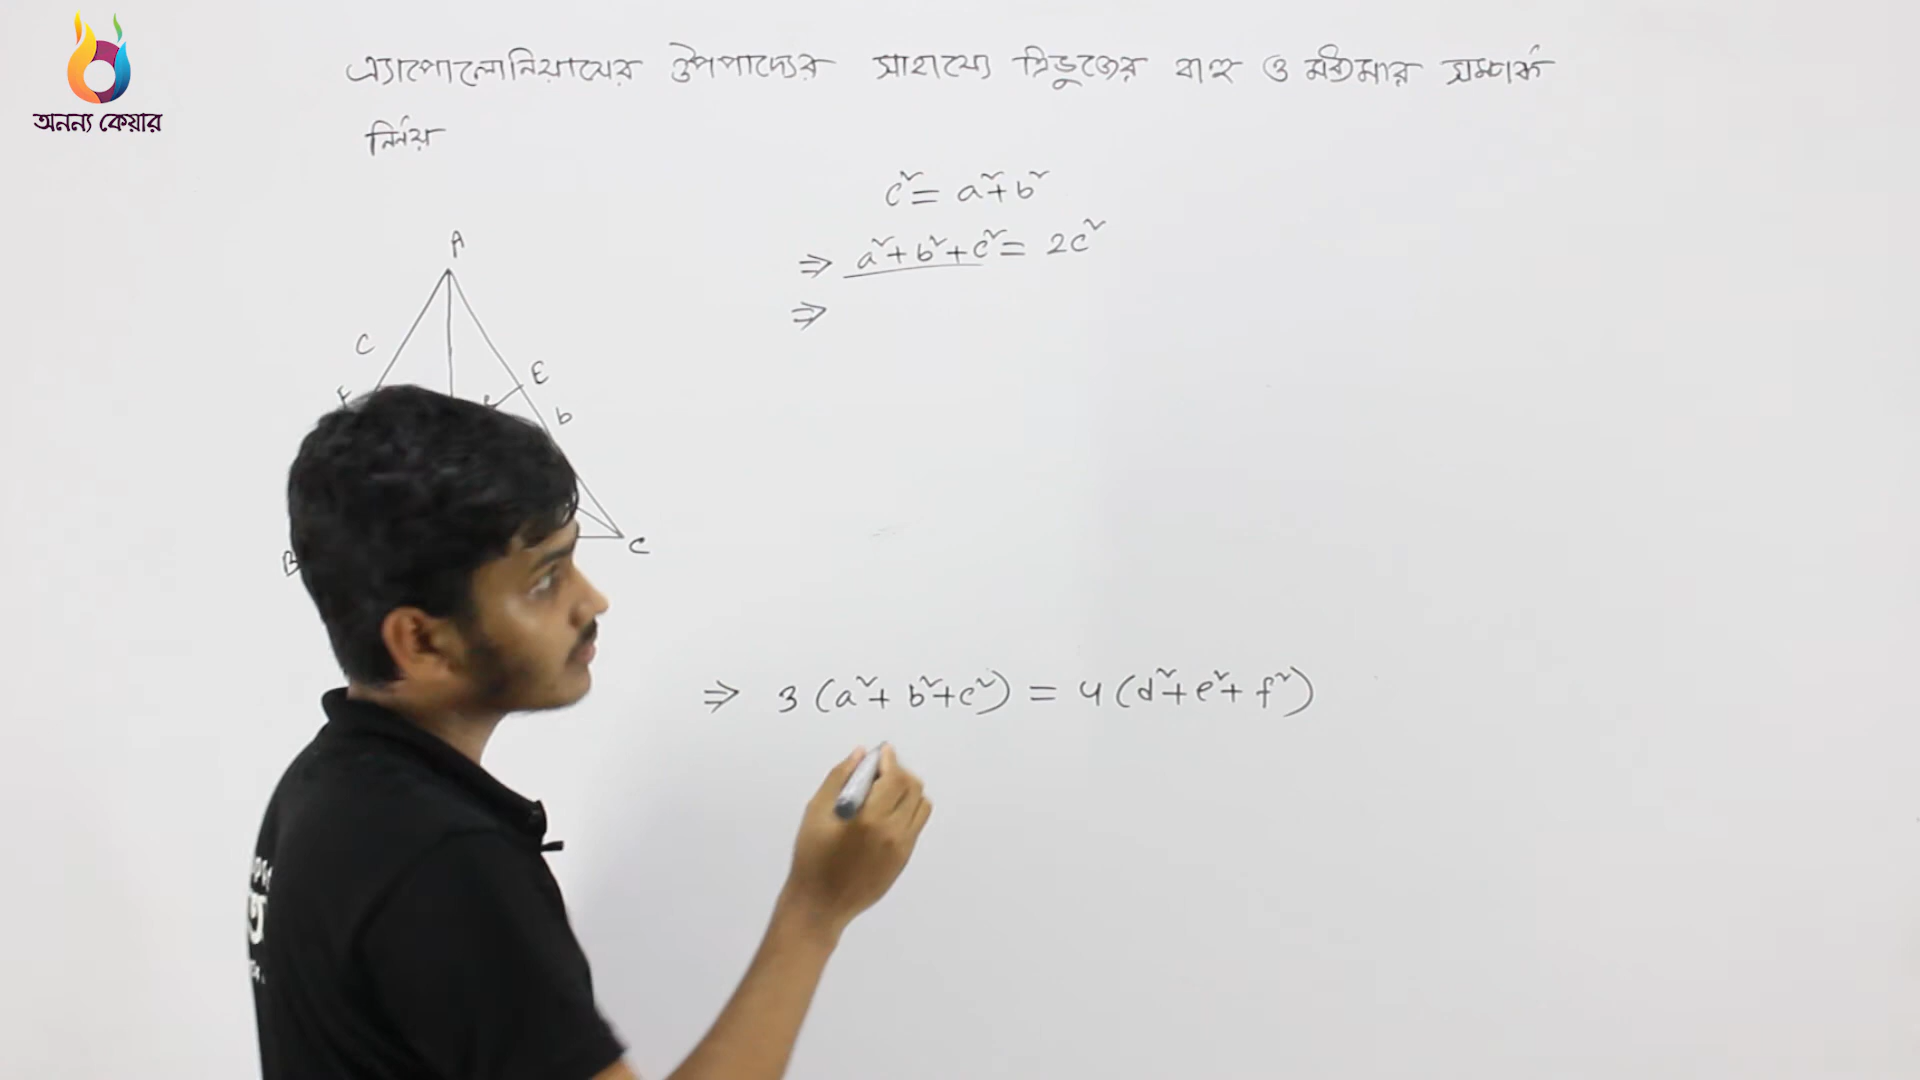 অনন্য কেয়ার
এ্যাপোলোনিয়াসের উপপাদ্যের সাহায্যে ত্রিভুজের বাহু ও মধ্যমার সম্পর্ক
নির্নয়
c² = a² + b²
⇒ a² + b² + c² = 2c²
⇒
A
C
F
E
e
b
B
C
⇒ 3 (a² + b² + c²) = 4 (d² + e² + f²)